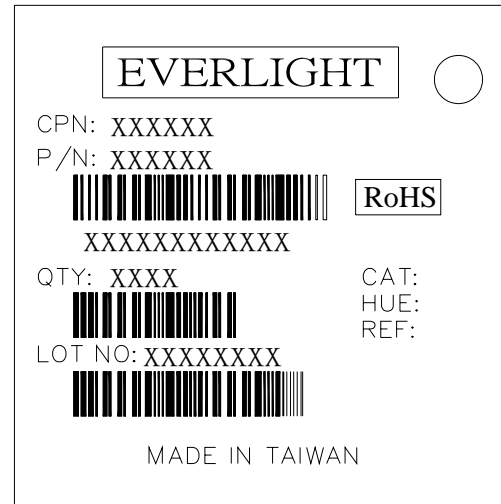 EVERLIGHT
CPN: XXXXXX
P/N: XXXXXX
RoHS
XXXXXXXXXXXX
QTY: XXXX
CAT:
HUE:
REF:
LOT NO: XXXXXXXX
MADE IN TAIWAN